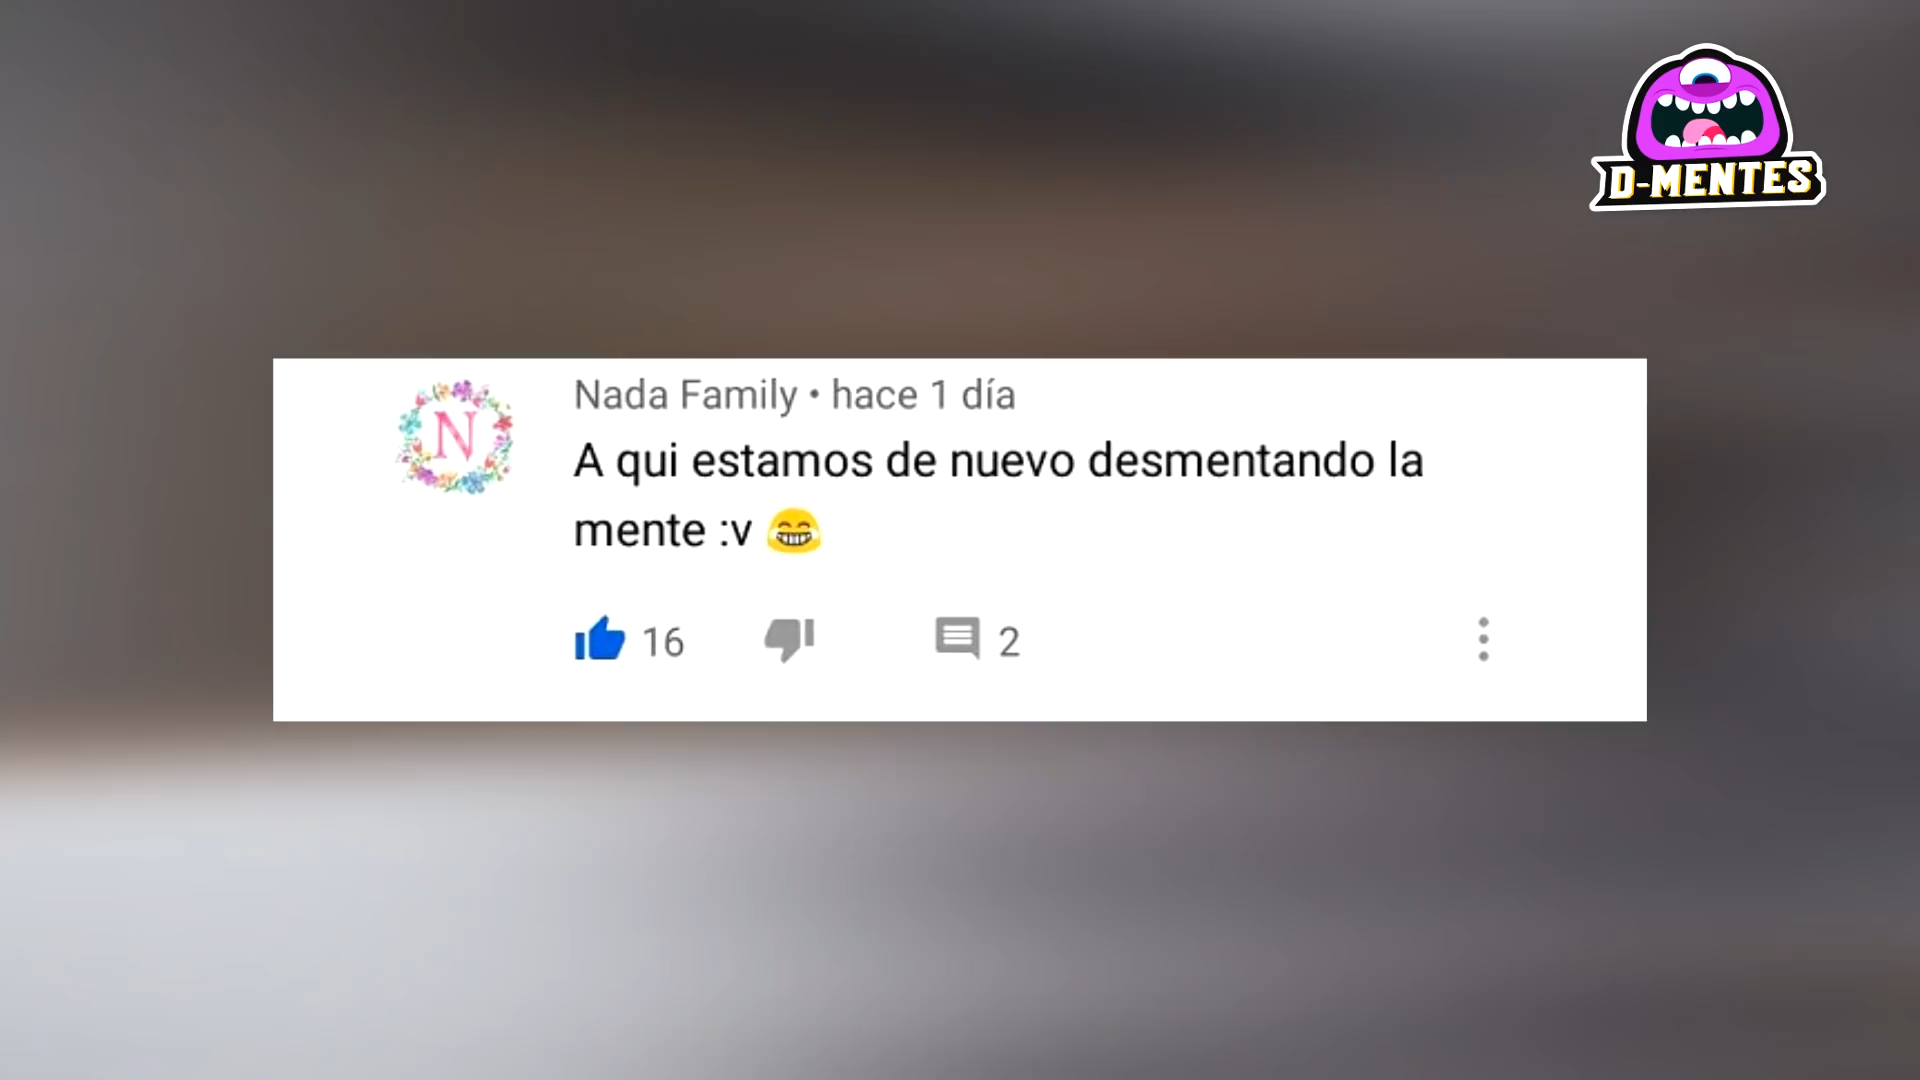 D-MENTES
N
Nada Family • hace 1 día
A qui estamos de nuevo desmentando la
mente :v 😁
16
2